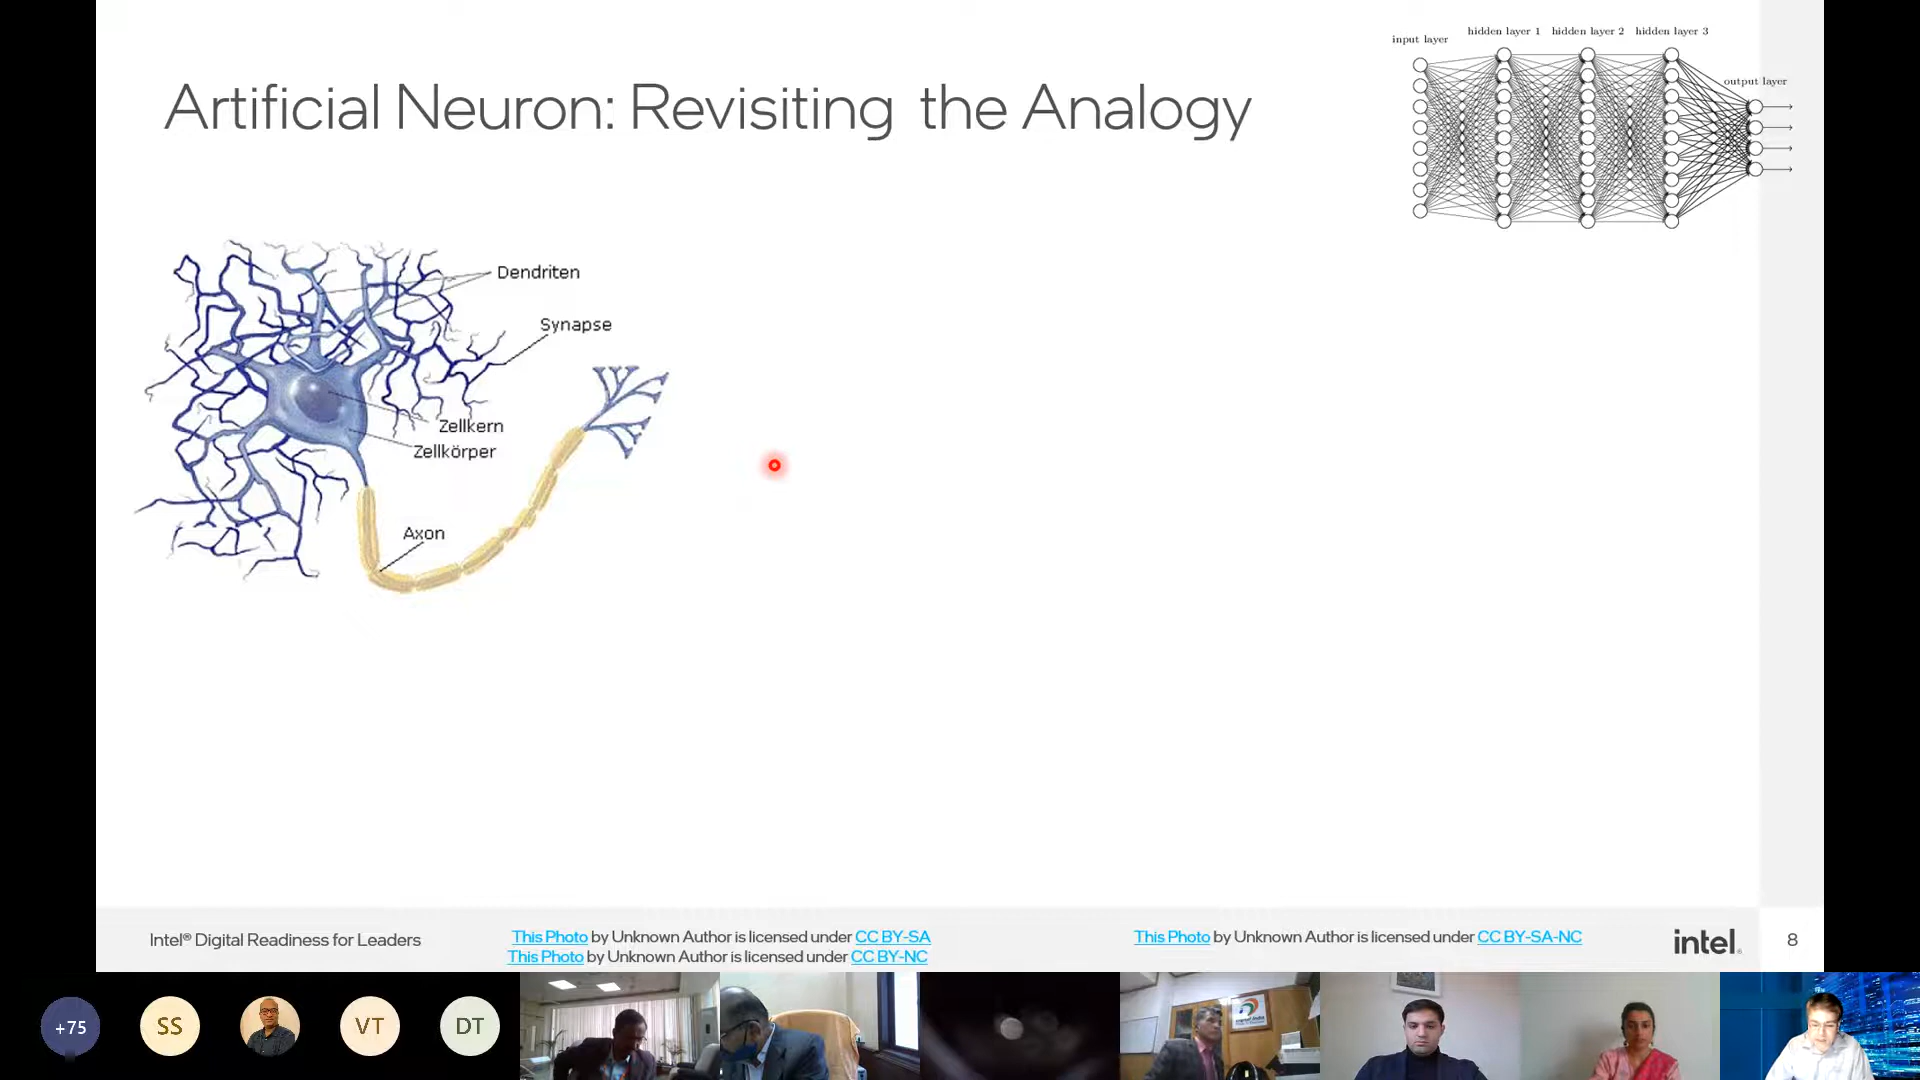 input layer
hidden layer 1
hidden layer 2
hidden layer 3
output layer
Artificial Neuron: Revisiting the Analogy
Dendriten
Synapse
Zellkern
Zellkörper
Axon
Intel® Digital Readiness for Leaders
This Photo by Unknown Author is licensed under CC BY-SA
This Photo by Unknown Author is licensed under CC BY-NC
This Photo by Unknown Author is licensed under CC BY-SA-NC
intel.
8
+75
SS
VT
DT